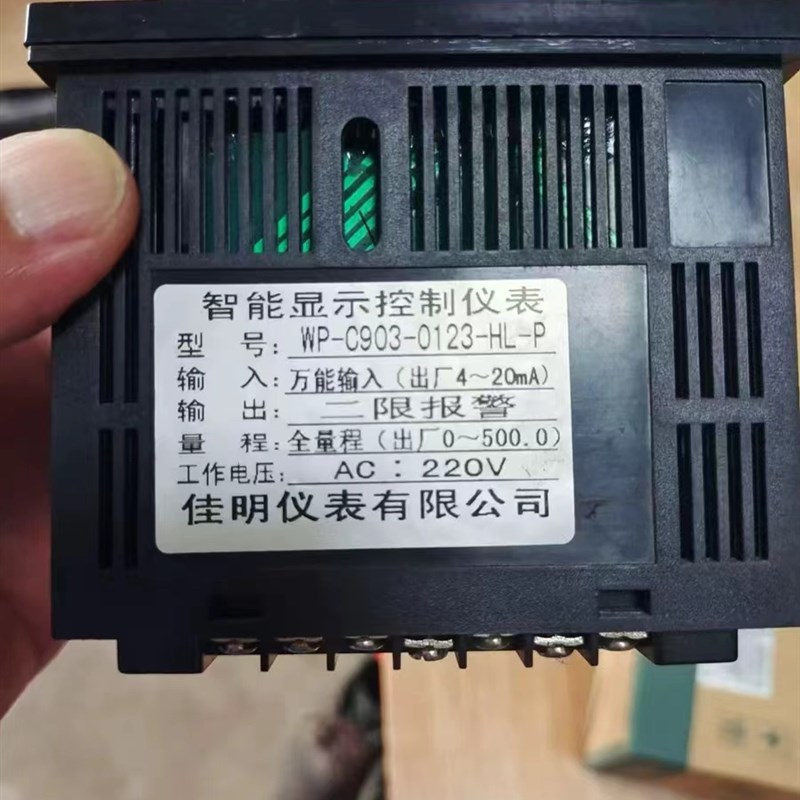 智能显示控制仪表
型 号: WP-C903-0123-HL-P
输 入: 万能输入(出厂4～20mA)
输 出: 二限报警
量 程: 全量程(出厂0～500.0)
工作电压: AC:220V
佳明仪表有限公司